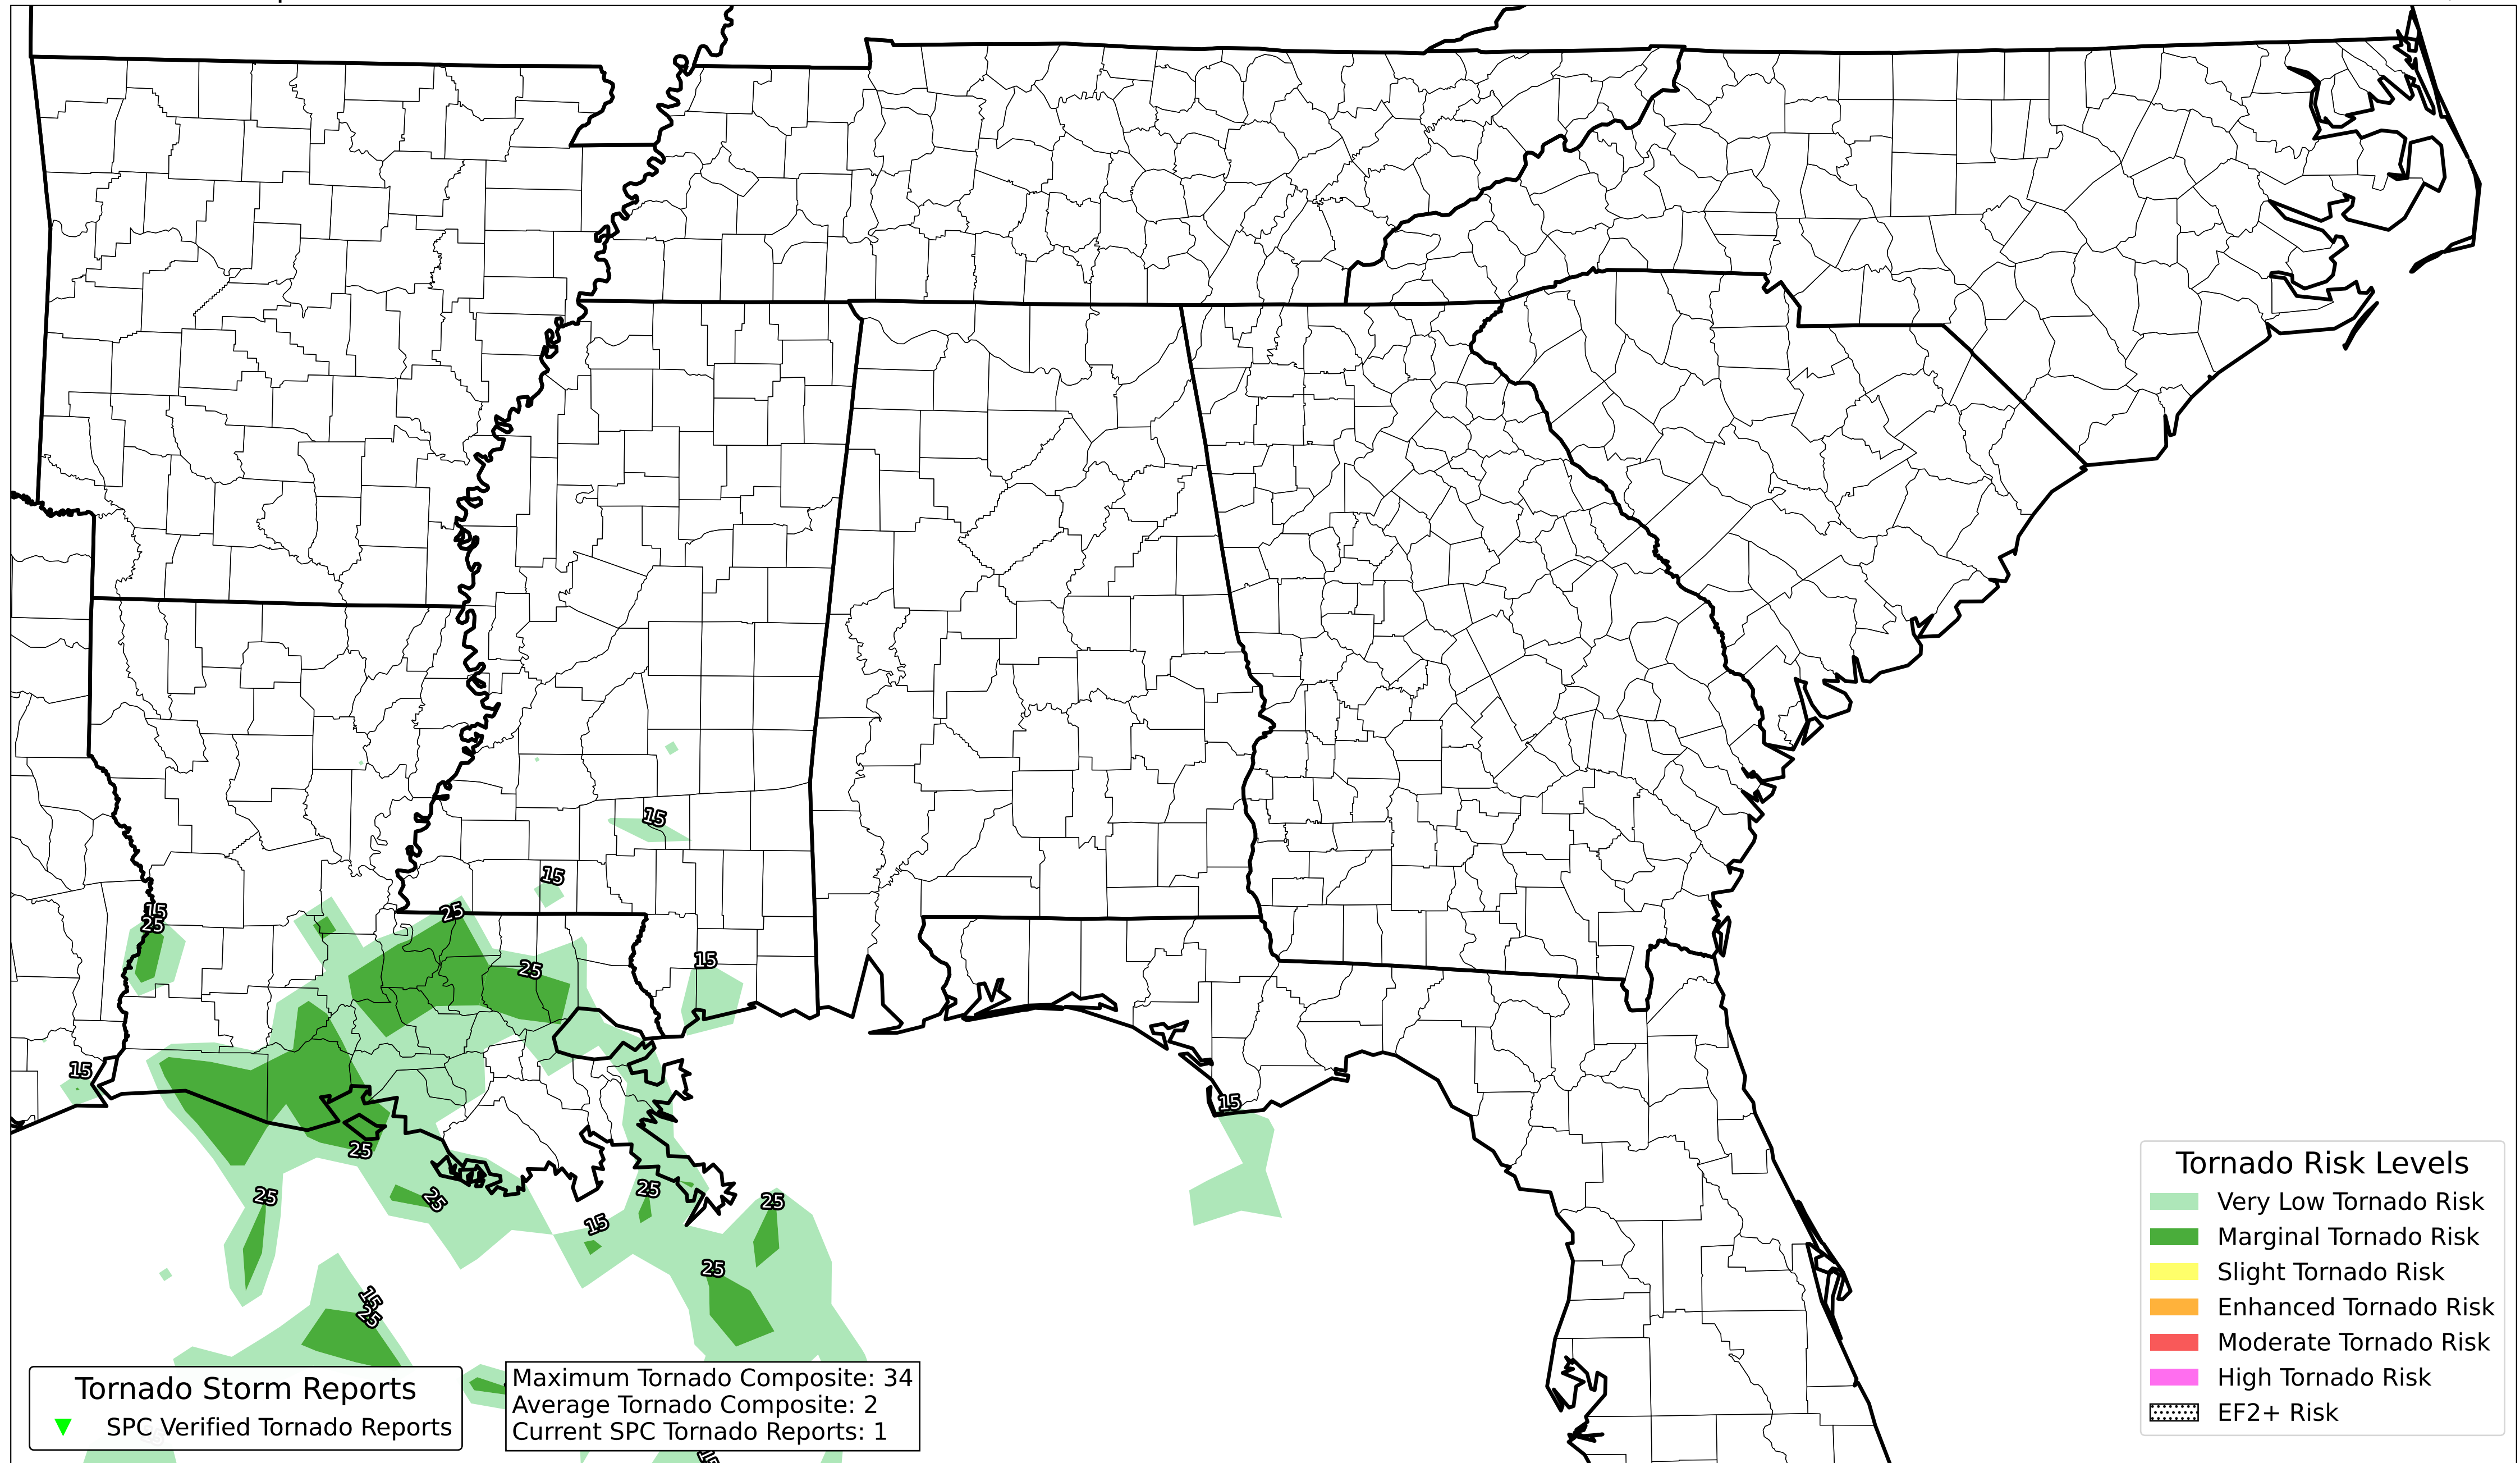 15
15
25
15
25
25
15
15
15
25
25
25
25
15
25
25
15
25
Tornado Risk Levels
Very Low Tornado Risk
Marginal Tornado Risk
Slight Tornado Risk
Enhanced Tornado Risk
Moderate Tornado Risk
High Tornado Risk
EF2+ Risk
Tornado Storm Reports
SPC Verified Tornado Reports
Maximum Tornado Composite: 34
Average Tornado Composite: 2
Current SPC Tornado Reports: 1